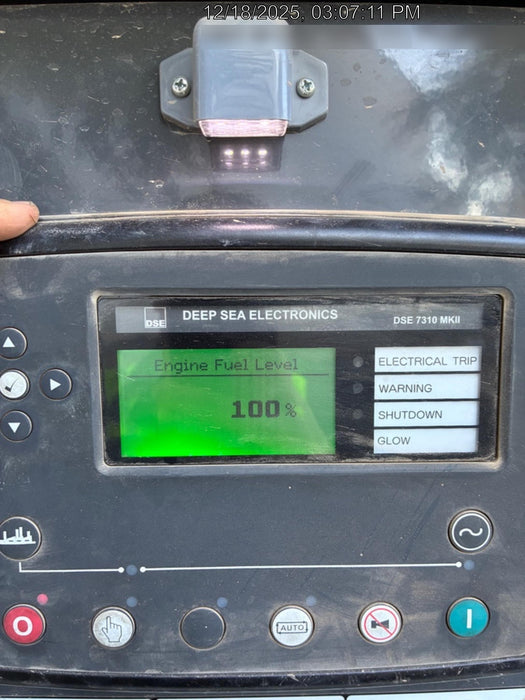 12/18/2025, 03:07:11 PM
DSE
DEEP SEA ELECTRONICS
DSE 7310 MKII
Engine Fuel Level
100%
ELECTRICAL TRIP
WARNING
SHUTDOWN
GLOW
O
AUTO
I